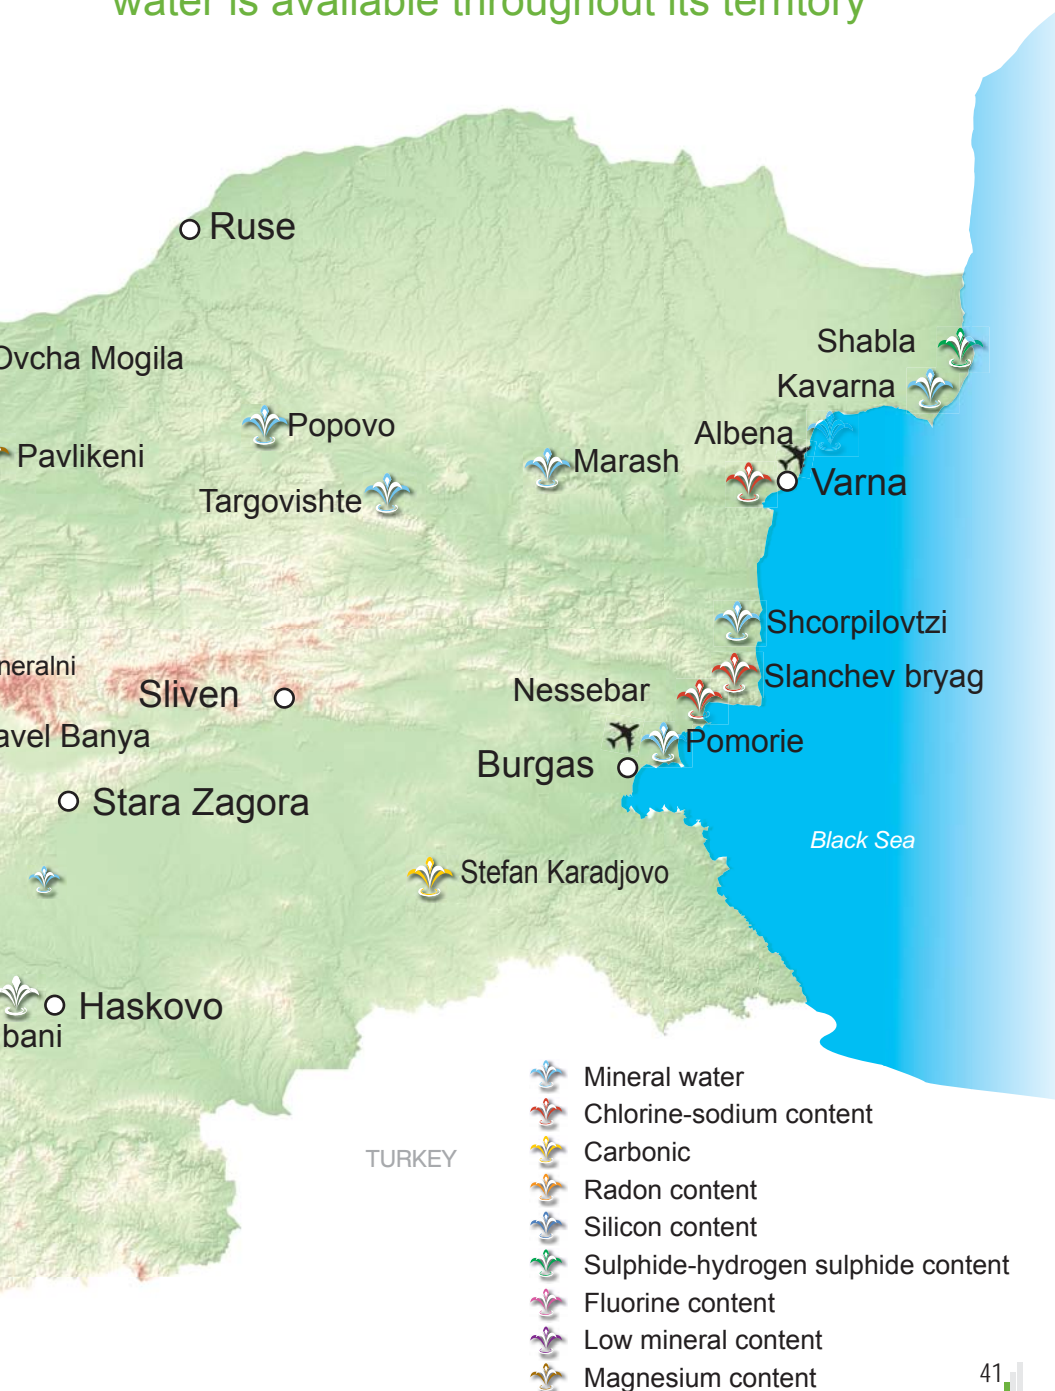 water is available throughout its territory
Ruse
Shabla
Ovcha Mogila
Kavarna
Popovo
Albena
Pavlikeni
Marash
Targovishte
Varna
Shcorpilovtzi
neralni
Slanchev bryag
Sliven
Nessebar
avel Banya
Pomorie
Burgas
Stara Zagora
Black Sea
Stefan Karadjovo
Haskovo
bani
Mineral water
Chlorine-sodium content
TURKEY
Carbonic
Radon content
Silicon content
Sulphide-hydrogen sulphide content
Fluorine content
Low mineral content
Magnesium content
41